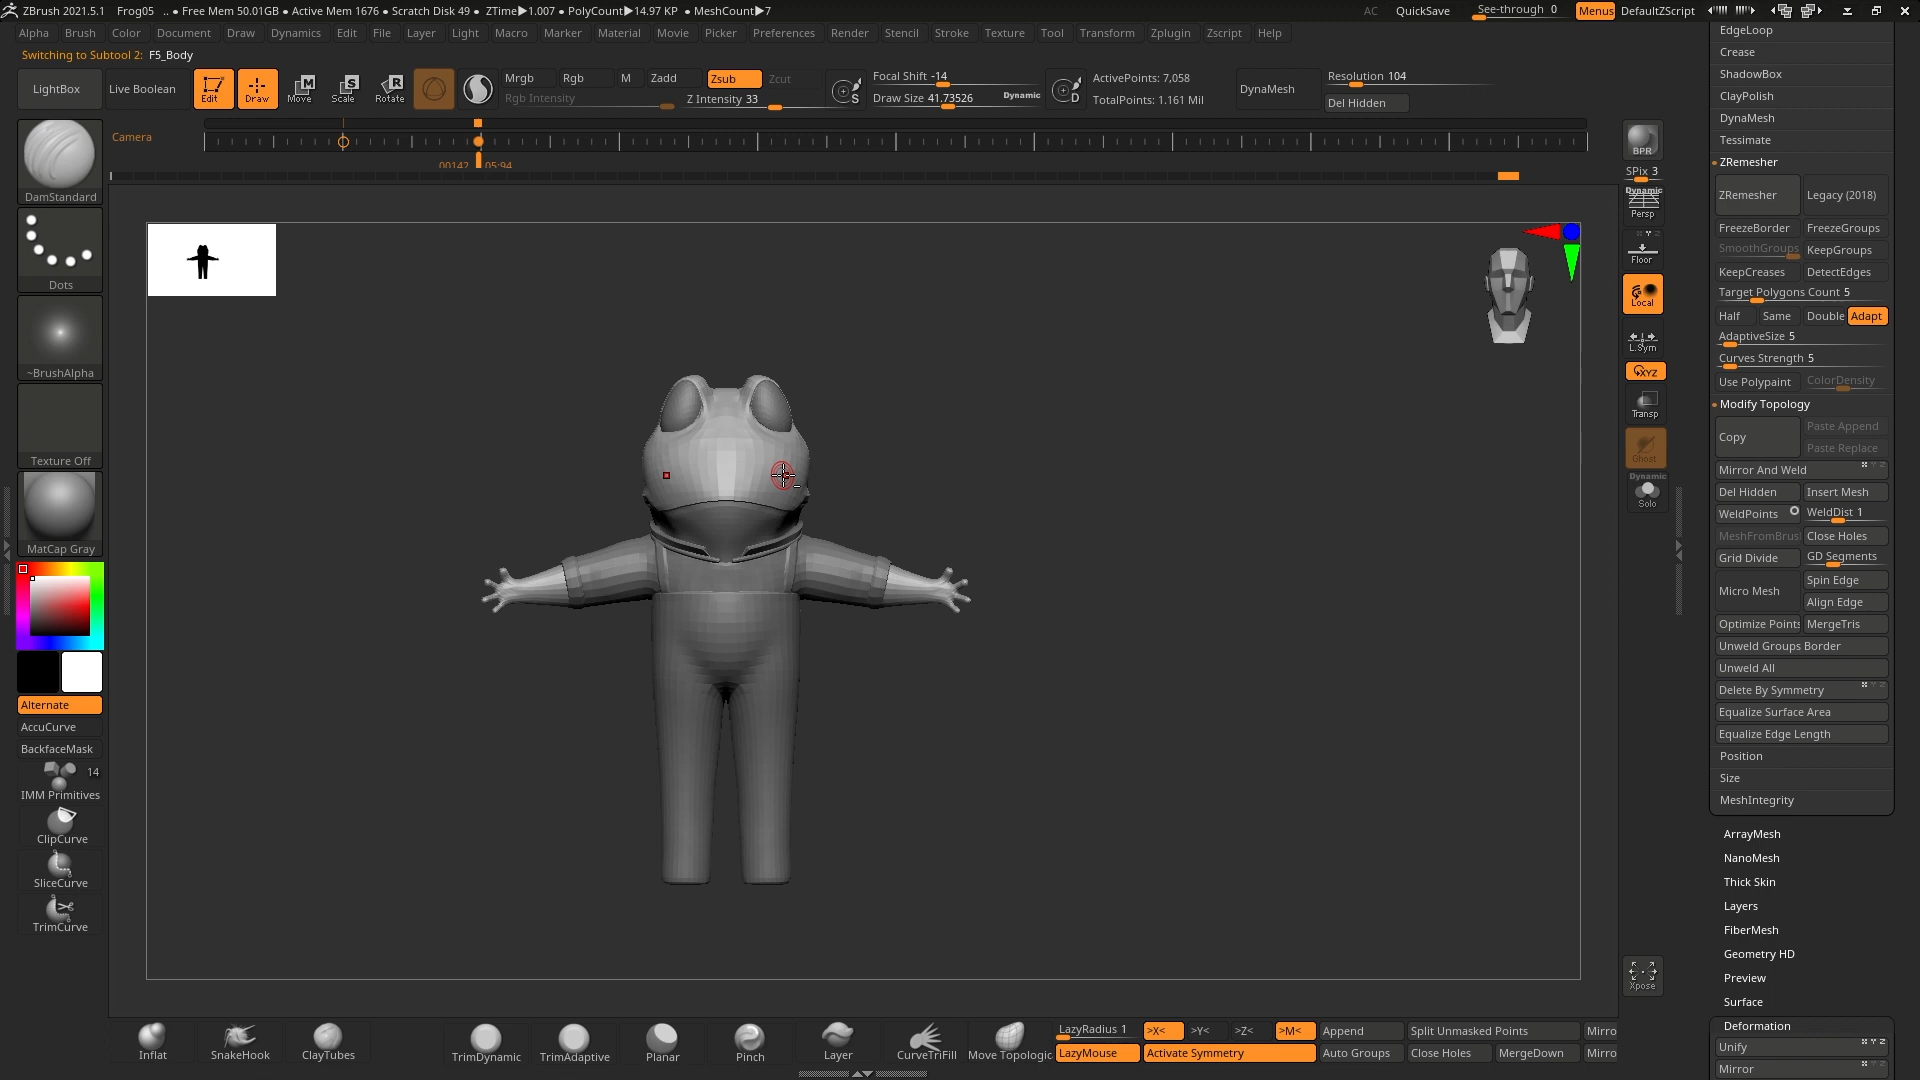 ZBrush 2021.5.1 Frog05 .. • Free Mem 50.01GB • Active Mem 1676 • Scratch Disk 49 • ZTime▶1.007 • PolyCount▶14.97 KP • MeshCount▶7 AC QuickSave See-through 0 Menus DefaultZScript
Alpha Brush Color Document Draw Dynamics Edit File Layer Light Macro Marker Material Movie Picker Preferences Render Stencil Stroke Texture Tool Transform Zplugin Zscript Help
Switching to Subtool 2: F5_Body
LightBox Live Boolean Edit Draw Move Scale Rotate
Mrgb Rgb M Zadd Zsub Zcut
Rgb Intensity Z Intensity 33
Focal Shift -14
Draw Size 41.73526 Dynamic
ActivePoints: 7,058
TotalPoints: 1.161 Mil
DynaMesh
Resolution 104
Del Hidden
Camera
00142 05:94
DamStandard
Dots
~BrushAlpha
Texture Off
MatCap Gray
Alternate
AccuCurve
BackfaceMask
14
IMM Primitives
ClipCurve
SliceCurve
TrimCurve
BPR
SPix 3
Dynamic
Persp
Floor
Local
L.Sym
XYZ
Transp
Ghost
Dynamic
Solo
Xpose
EdgeLoop
Crease
ShadowBox
ClayPolish
DynaMesh
Tessimate
ZRemesher
ZRemesher Legacy (2018)
FreezeBorder FreezeGroups
SmoothGroups KeepGroups
KeepCreases DetectEdges
Target Polygons Count 5
Half Same Double Adapt
AdaptiveSize 5
Curves Strength 5
Use Polypaint ColorDensity
Modify Topology
Copy Paste Append
Paste Replace
Mirror And Weld
Del Hidden Insert Mesh
WeldPoints WeldDist 1
MeshFromBrus Close Holes
Grid Divide GD Segments
Micro Mesh Spin Edge
Align Edge
Optimize Points MergeTris
Unweld Groups Border
Unweld All
Delete By Symmetry
Equalize Surface Area
Equalize Edge Length
Position
Size
MeshIntegrity
ArrayMesh
NanoMesh
Thick Skin
Layers
FiberMesh
Geometry HD
Preview
Surface
Deformation
Unify
Mirror
Inflat SnakeHook ClayTubes TrimDynamic TrimAdaptive Planar Pinch Layer CurveTriFill Move Topologic
LazyRadius 1 >X< >Y< >Z< >M< Append Split Unmasked Points Mirro
LazyMouse Activate Symmetry Auto Groups Close Holes MergeDown Mirro